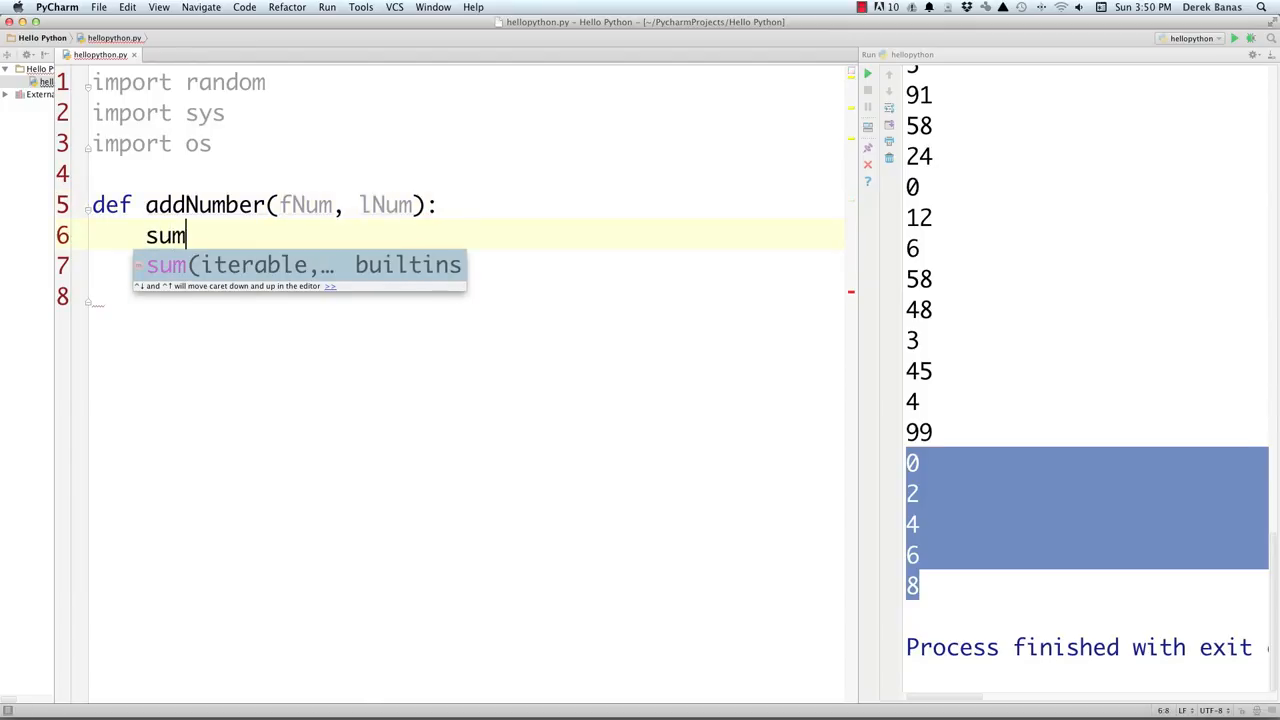 PyCharm File Edit View Navigate Code Refactor Run Tools VCS Window Help 10 Sun 3:50 PM Derek Banas
hellopython.py - Hello Python - [~/PycharmProjects/Hello Python]
Hello Python hellopython.py hellopython
hellopython.py Run hellopython
Hello P
hell
Externa
1 import random
2 import sys
3 import os
4
5 def addNumber(fNum, lNum):
6 sum
7 sum(iterable,… builtins
^↓ and ^↑ will move caret down and up in the editor >>
8
91
58
24
0
12
6
58
48
3
45
4
99
0
2
4
6
8
Process finished with exit
6:8 LF UTF-8